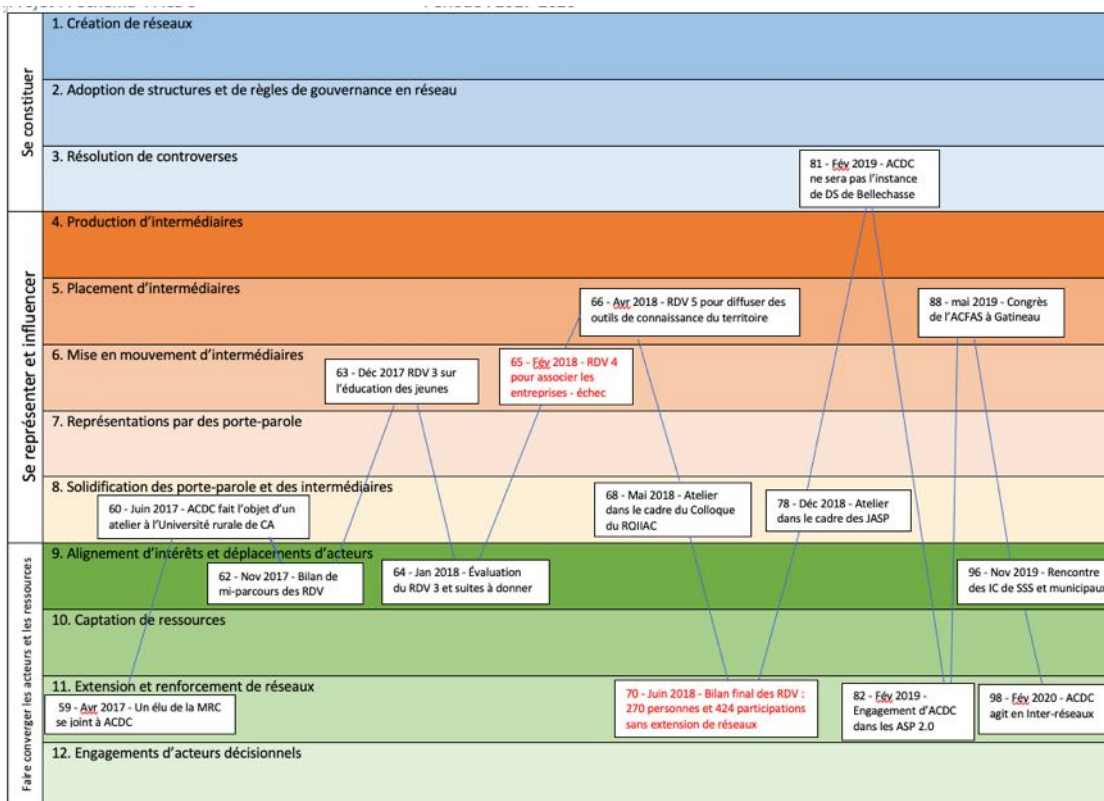 Se constituer
1. Création de réseaux
2. Adoption de structures et de règles de gouvernance en réseau
3. Résolution de controverses
81 - Fév 2019 - ACDC
ne sera pas l'instance
de DS de Bellechasse
Se représenter et influencer
4. Production d'intermédiaires
5. Placement d'intermédiaires
66 - Avr 2018 - RDV 5 pour diffuser des
outils de connaissance du territoire
88 - mai 2019 - Congrès
de l'ACFAS à Gatineau
6. Mise en mouvement d'intermédiaires
63 - Déc 2017 RDV 3 sur
l'éducation des jeunes
65 - Fév 2018 - RDV 4
pour associer les
entreprises - échec
7. Représentations par des porte-parole
8. Solidification des porte-parole et des intermédiaires
60 - Juin 2017 - ACDC fait l'objet d'un
atelier à l'Université rurale de CA
68 - Mai 2018 - Atelier
dans le cadre du Colloque
du RQIIAC
78 - Déc 2018 - Atelier
dans le cadre des JASP
Faire converger les acteurs et les ressources
9. Alignement d'intérêts et déplacements d'acteurs
62 - Nov 2017 - Bilan de
mi-parcours des RDV
64 - Jan 2018 - Évaluation
du RDV 3 et suites à donner
96 - Nov 2019 - Rencontre
des IC de SSS et municipaux
10. Captation de ressources
11. Extension et renforcement de réseaux
59 - Avr 2017 - Un élu de la MRC
se joint à ACDC
70 - Juin 2018 - Bilan final des RDV :
270 personnes et 424 participations
sans extension de réseaux
82 - Fév 2019 -
Engagement d'ACDC
dans les ASP 2.0
98 - Fév 2020 - ACDC
agit en Inter-réseaux
12. Engagements d'acteurs décisionnels